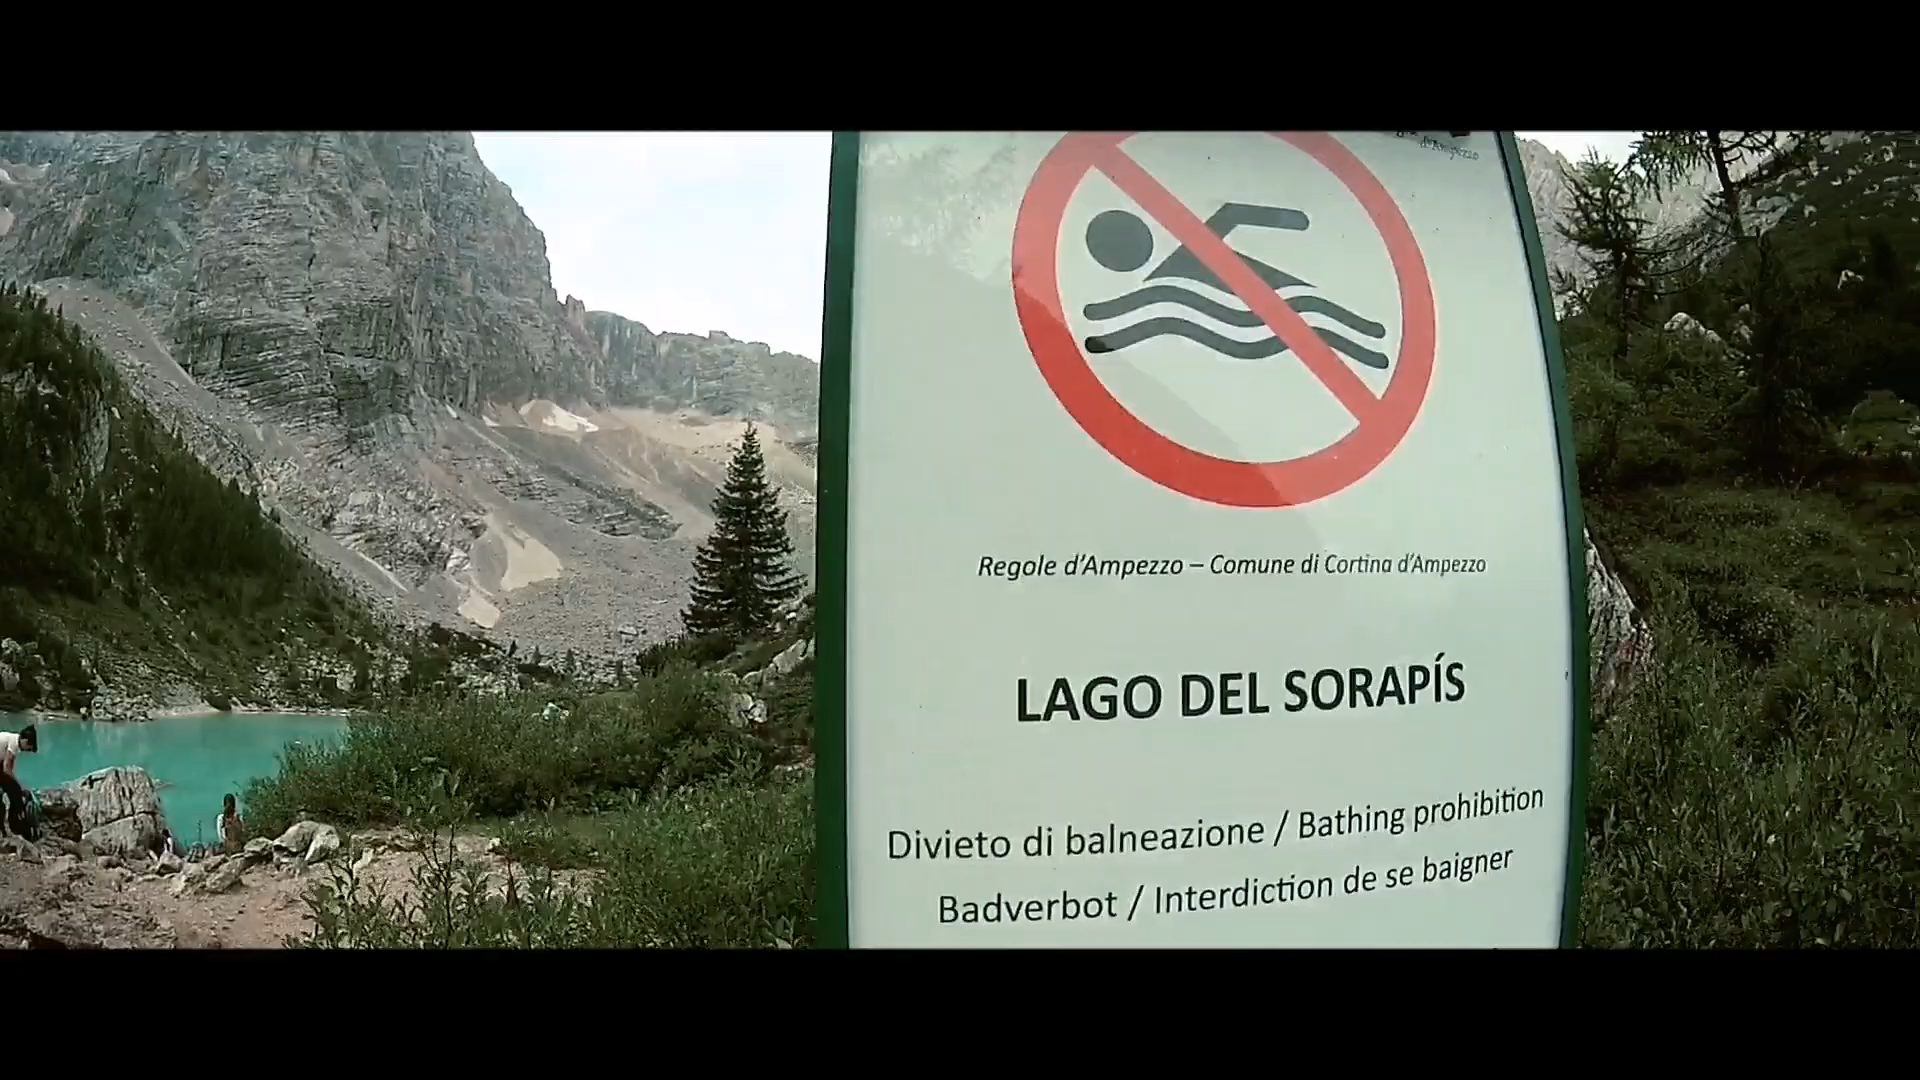 d'Ampezzo
Regole d'Ampezzo – Comune di Cortina d'Ampezzo
LAGO DEL SORAPÍS
Divieto di balneazione / Bathing prohibition
Badverbot / Interdiction de se baigner